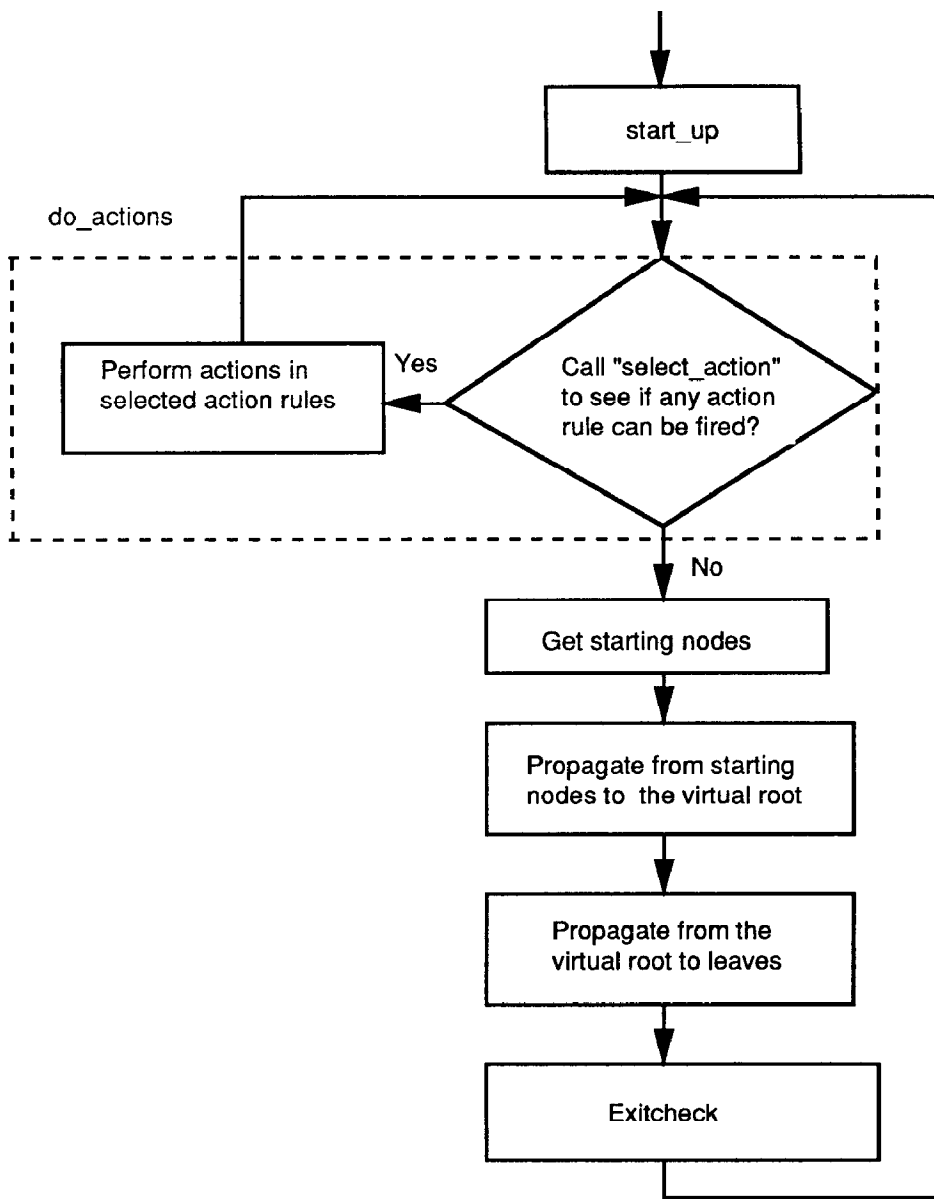 start_up
do_actions
Perform actions in
selected action rules
Yes
Call "select_action"
to see if any action
rule can be fired?
No
Get starting nodes
Propagate from starting
nodes to the virtual root
Propagate from the
virtual root to leaves
Exitcheck